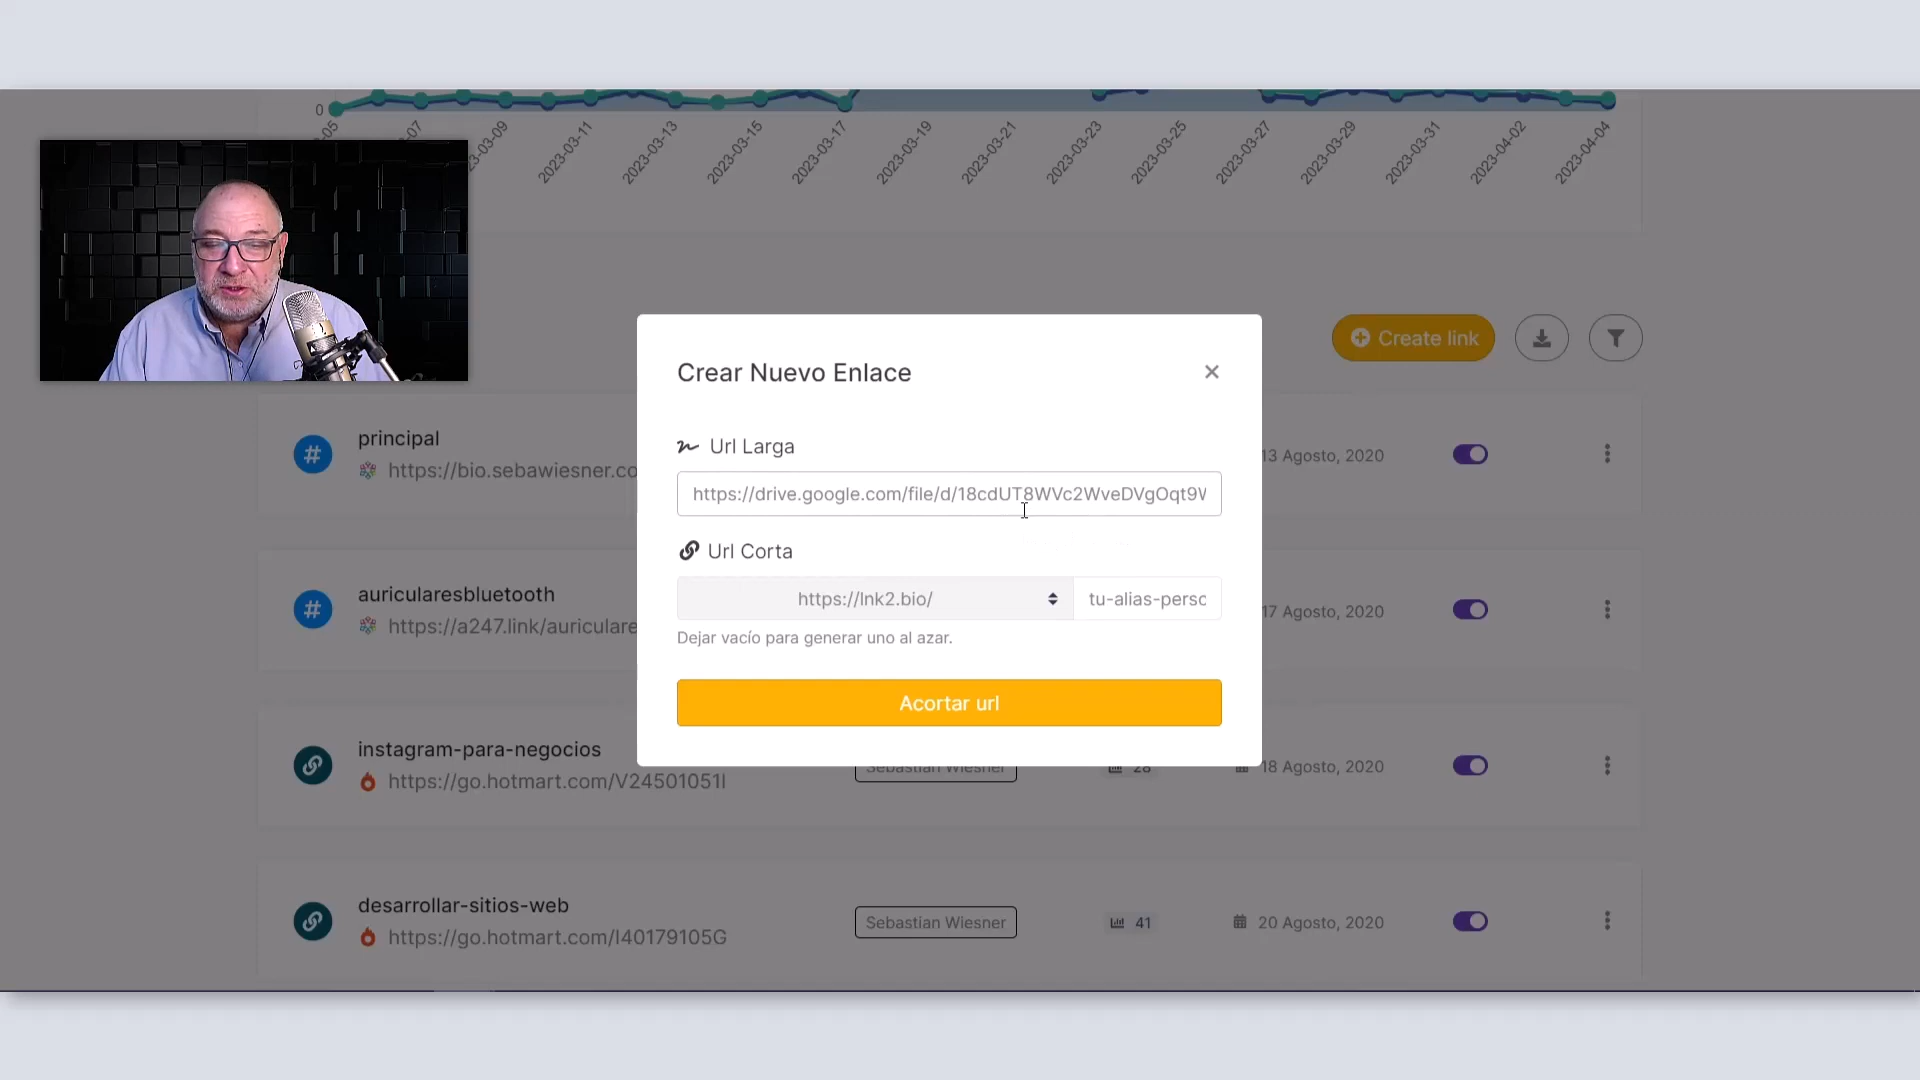 0
2023-03-09
2023-03-11
2023-03-13
2023-03-15
2023-03-17
2023-03-19
2023-03-21
2023-03-23
2023-03-25
2023-03-27
2023-03-29
2023-03-31
2023-04-02
2023-04-04
Create link
Crear Nuevo Enlace
Url Larga
https://drive.google.com/file/d/18cdUT8WVc2WveDVgOqt9
Url Corta
https://lnk2.bio/
tu-alias-perso
Dejar vacío para generar uno al azar.
Acortar url
principal
https://bio.sebawiesner.co
13 Agosto, 2020
auricularesbluetooth
https://a247.link/auriculare
17 Agosto, 2020
instagram-para-negocios
https://go.hotmart.com/V24501051I
Sebastian Wiesner
28
18 Agosto, 2020
desarrollar-sitios-web
https://go.hotmart.com/I40179105G
Sebastian Wiesner
41
20 Agosto, 2020